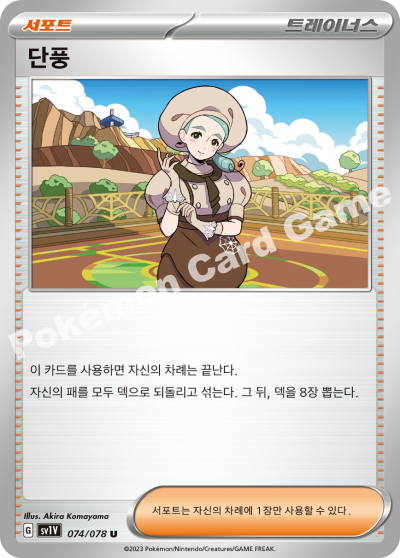 서포트
트레이너스
단풍
Pokémon Card Game
이 카드를 사용하면 자신의 차례는 끝난다.
자신의 패를 모두 덱으로 되돌리고 섞는다. 그 뒤, 덱을 8장 뽑는다.
Illus. Akira Komayama
서포트는 자신의 차례에 1장만 사용할 수 있다.
G SV1V 074/078 U
©2023 Pokémon/Nintendo/Creatures/GAME FREAK.